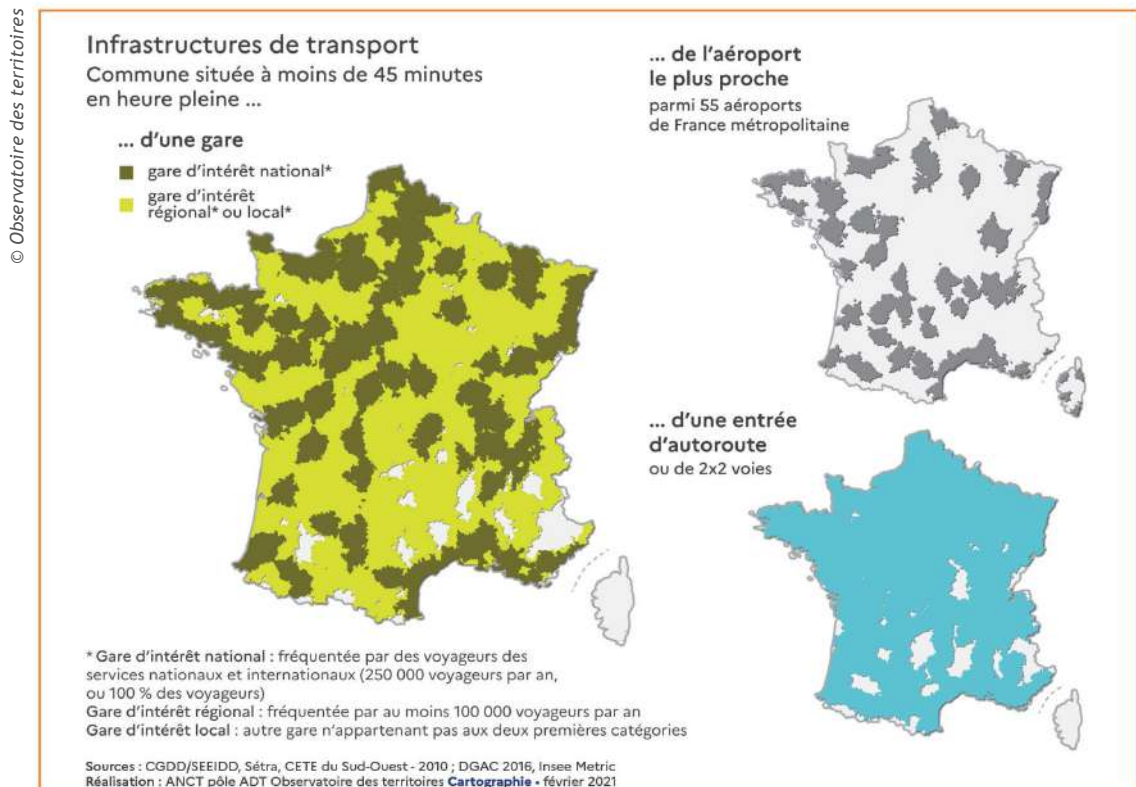 © Observatoire des territoires
Infrastructures de transport
Commune située à moins de 45 minutes
en heure pleine ...
... d'une gare
gare d'intérêt national*
gare d'intérêt
régional* ou local*
... de l'aéroport
le plus proche
parmi 55 aéroports
de France métropolitaine
... d'une entrée
d'autoroute
ou de 2x2 voies
* Gare d'intérêt national : fréquentée par des voyageurs des
services nationaux et internationaux (250 000 voyageurs par an,
ou 100 % des voyageurs)
Gare d'intérêt régional : fréquentée par au moins 100 000 voyageurs par an
Gare d'intérêt local : autre gare n'appartenant pas aux deux premières catégories
Sources : CGDD/SEEIDD, Sétra, CETE du Sud-Ouest - 2010 ; DGAC 2016, Insee Metric
Réalisation : ANCT pôle ADT Observatoire des territoires Cartographie - février 2021